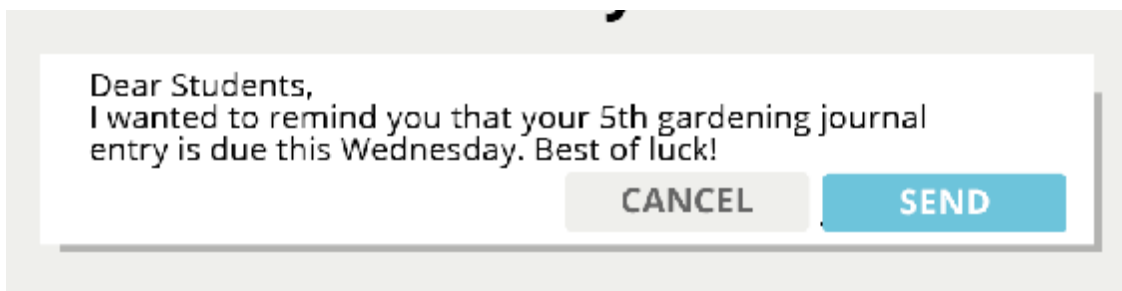 Dear Students,
I wanted to remind you that your 5th gardening journal
entry is due this Wednesday. Best of luck!
CANCEL
SEND